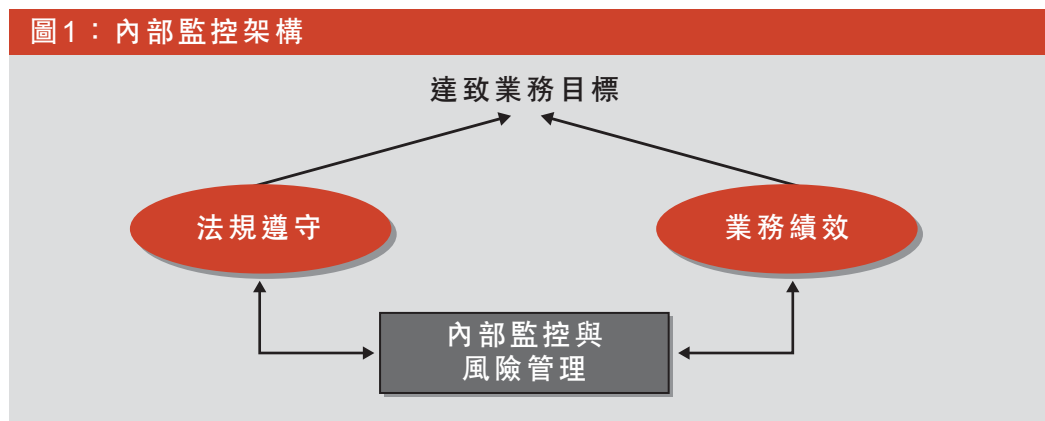 圖1：內部監控架構
達致業務目標
法規遵守
業務績效
內部監控與
風險管理